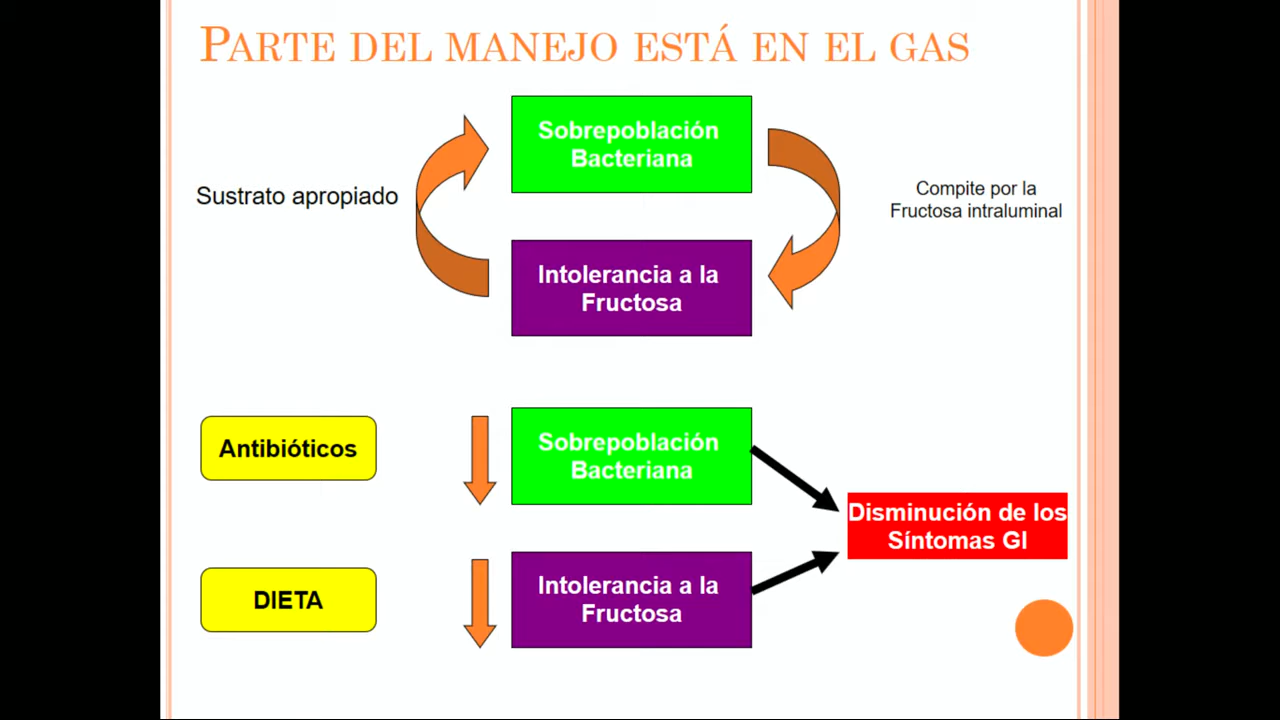 PARTE DEL MANEJO ESTÁ EN EL GAS
Sobrepoblación
Bacteriana
Sustrato apropiado
Compite por la
Fructosa intraluminal
Intolerancia a la
Fructosa
Antibióticos
Sobrepoblación
Bacteriana
Disminución de los
Síntomas GI
DIETA
Intolerancia a la
Fructosa